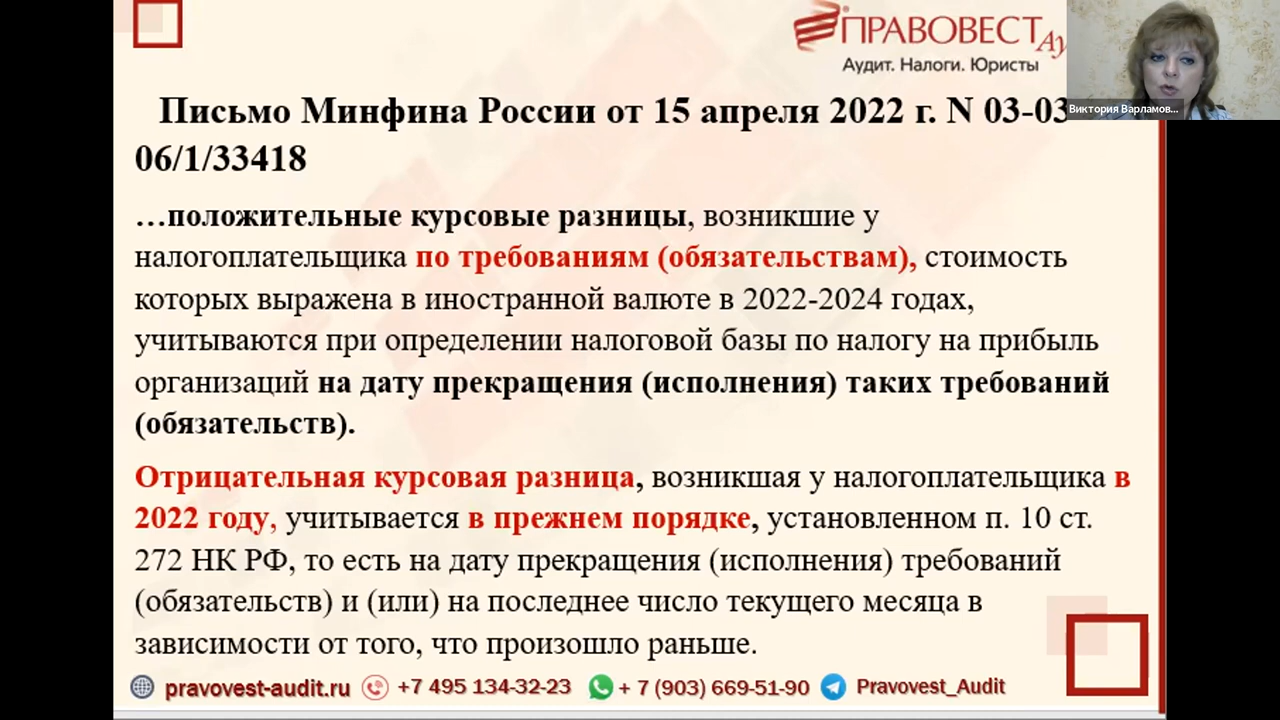 ПРАВОВЕСТ Ау
Аудит. Налоги. Юристы
Виктория Варламов...
Письмо Минфина России от 15 апреля 2022 г. N 03-03
06/1/33418
…положительные курсовые разницы, возникшие у
налогоплательщика по требованиям (обязательствам), стоимость
которых выражена в иностранной валюте в 2022-2024 годах,
учитываются при определении налоговой базы по налогу на прибыль
организаций на дату прекращения (исполнения) таких требований
(обязательств).
Отрицательная курсовая разница, возникшая у налогоплательщика в
2022 году, учитывается в прежнем порядке, установленном п. 10 ст.
272 НК РФ, то есть на дату прекращения (исполнения) требований
(обязательств) и (или) на последнее число текущего месяца в
зависимости от того, что произошло раньше.
pravovest-audit.ru +7 495 134-32-23 + 7 (903) 669-51-90 Pravovest_Audit